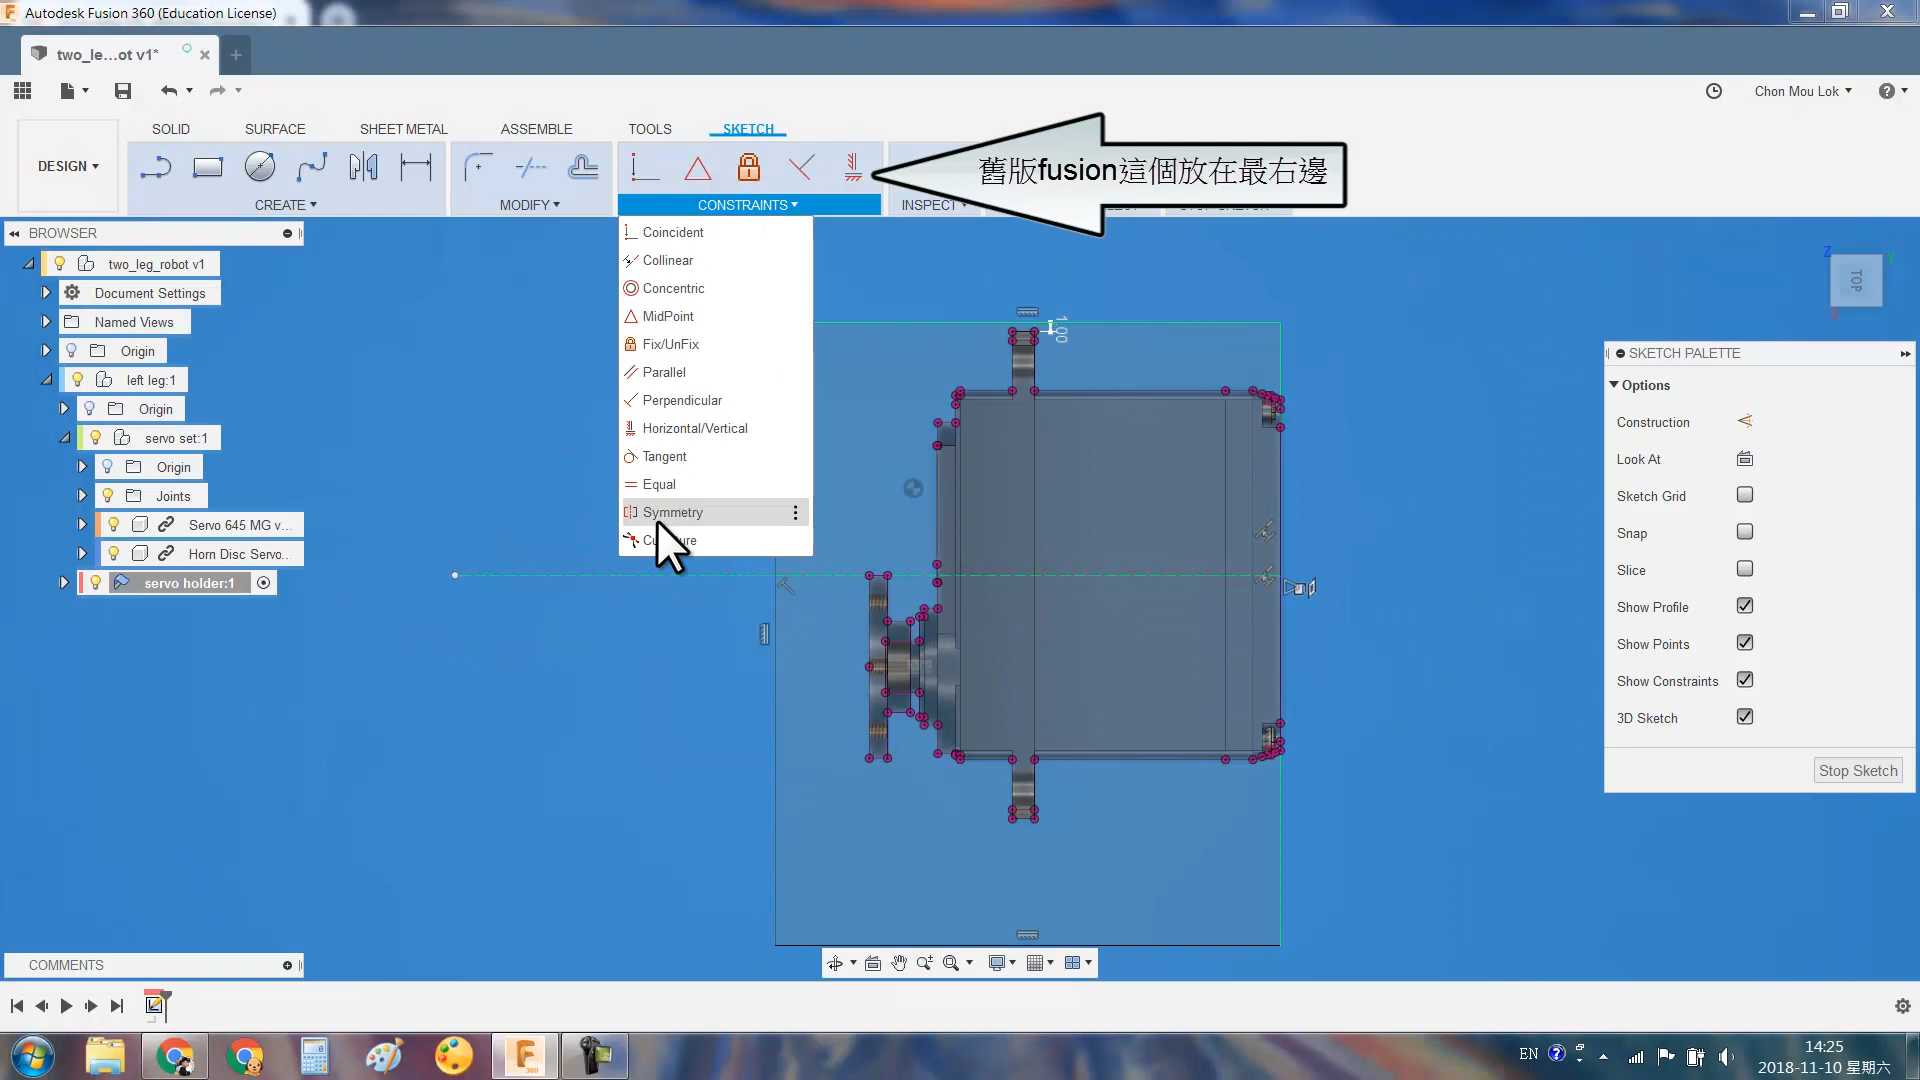 Autodesk Fusion 360 (Education License)
two_le...ot v1*
Chon Mou Lok
SOLID
SURFACE
SHEET METAL
ASSEMBLE
TOOLS
SKETCH
DESIGN
舊版fusion這個放在最右邊
CREATE
MODIFY
CONSTRAINTS
INSPECT
BROWSER
two_leg_robot v1
Document Settings
Named Views
Origin
left leg:1
Origin
servo set:1
Origin
Joints
Servo 645 MG v...
Horn Disc Servo...
servo holder:1
Coincident
Collinear
Concentric
MidPoint
Fix/UnFix
Parallel
Perpendicular
Horizontal/Vertical
Tangent
Equal
Symmetry
1.00
Z
Y
TOP
SKETCH PALETTE
Options
Construction
Look At
Sketch Grid
Snap
Slice
Show Profile
Show Points
Show Constraints
3D Sketch
Stop Sketch
COMMENTS
360
EN
14:25
2018-11-10 星期六